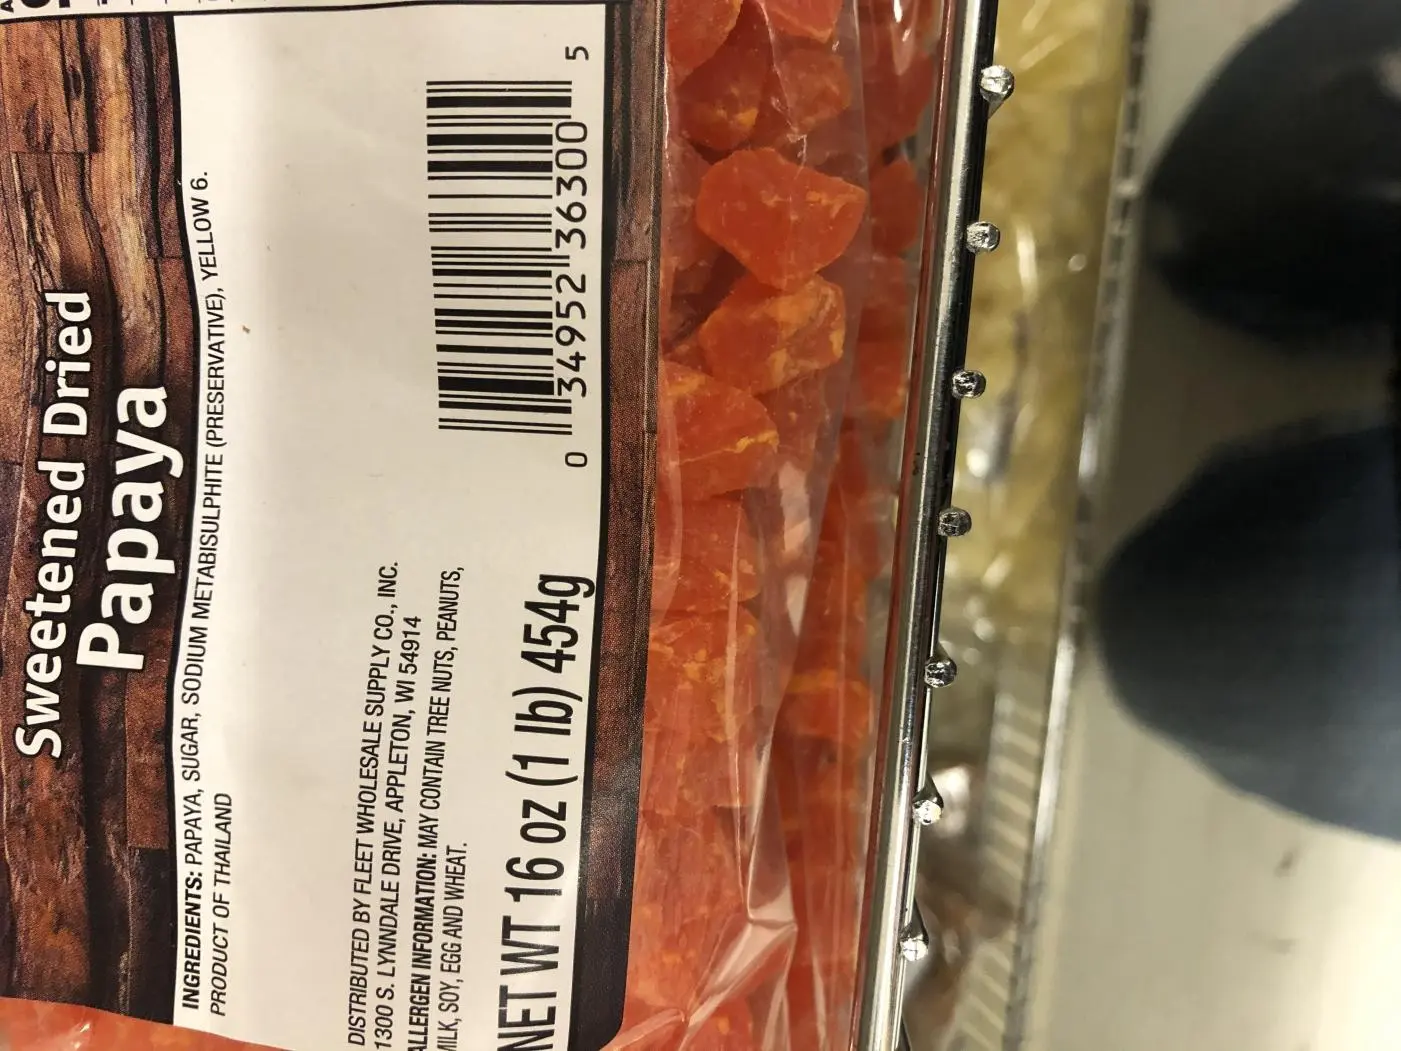 Sweetened Dried
Papaya
INGREDIENTS: PAPAYA, SUGAR, SODIUM METABISULPHITE (PRESERVATIVE), YELLOW 6.
PRODUCT OF THAILAND
DISTRIBUTED BY FLEET WHOLESALE SUPPLY CO., INC.
1300 S. LYNNDALE DRIVE, APPLETON, WI 54914
ALLERGEN INFORMATION: MAY CONTAIN TREE NUTS, PEANUTS,
MILK, SOY, EGG AND WHEAT.
NET WT 16 oz (1 lb) 454g
0 34952 36300 5